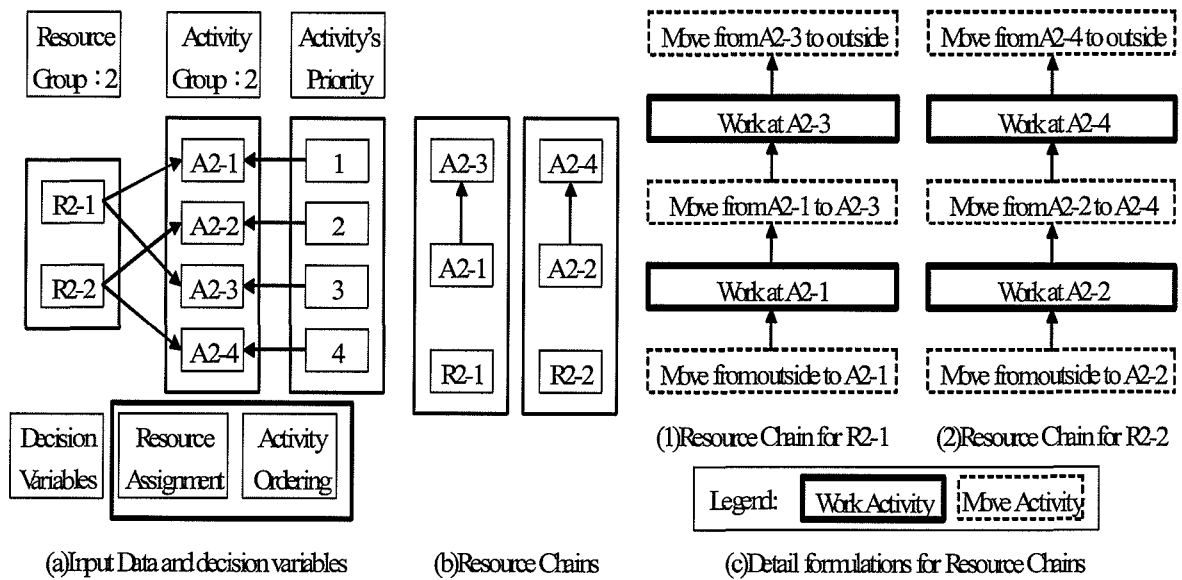 Resource
Group：2
Activity
Group：2
Activity's
Priority
R2-1
R2-2
A2-1
A2-2
A2-3
A2-4
1
2
3
4
Decision
Variables
Resource
Assignment
Activity
Ordering
(a)Input Data and decision variables
A2-3
A2-1
R2-1
A2-4
A2-2
R2-2
(b)Resource Chains
Move from A2-3 to outside
Work at A2-3
Move from A2-1 to A2-3
Work at A2-1
Move from outside to A2-1
(1)Resource Chain for R2-1
Move from A2-4 to outside
Work at A2-4
Move from A2-2 to A2-4
Work at A2-2
Move from outside to A2-2
(2)Resource Chain for R2-2
Legend:
Work Activity
Move Activity
(c)Detail formulations for Resource Chains